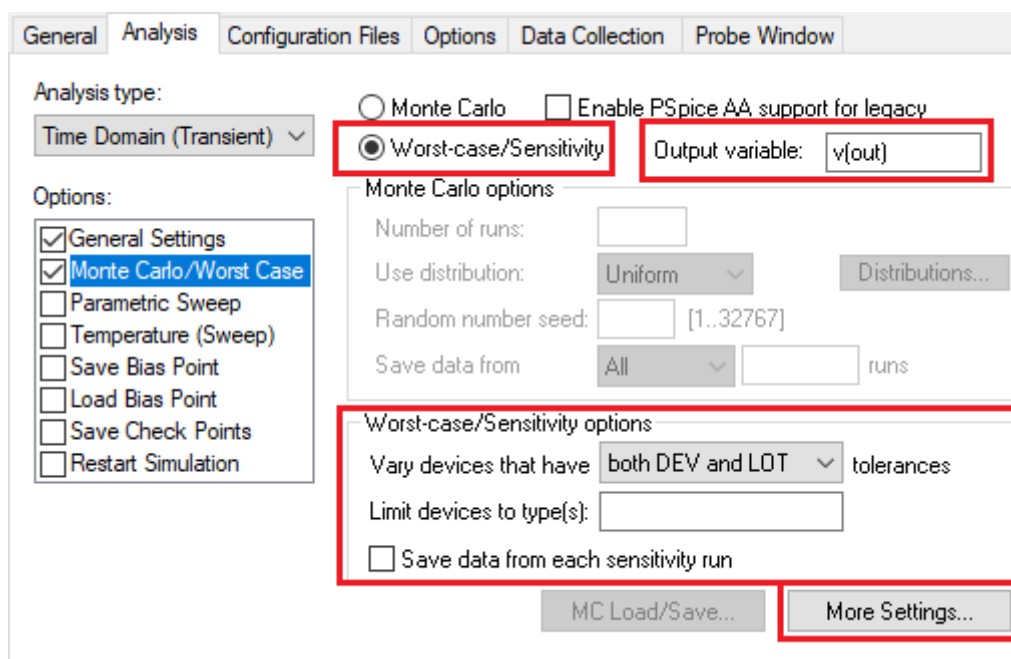 General Analysis Configuration Files Options Data Collection Probe Window
Analysis type:
Time Domain (Transient)
Options:
General Settings
Monte Carlo/Worst Case
Parametric Sweep
Temperature (Sweep)
Save Bias Point
Load Bias Point
Save Check Points
Restart Simulation
Monte Carlo Enable PSpice AA support for legacy
Worst-case/Sensitivity Output variable: v(out)
Monte Carlo options
Number of runs:
Use distribution: Uniform Distributions...
Random number seed: [1..32767]
Save data from All runs
Worst-case/Sensitivity options
Vary devices that have both DEV and LOT tolerances
Limit devices to type(s):
Save data from each sensitivity run
MC Load/Save... More Settings...